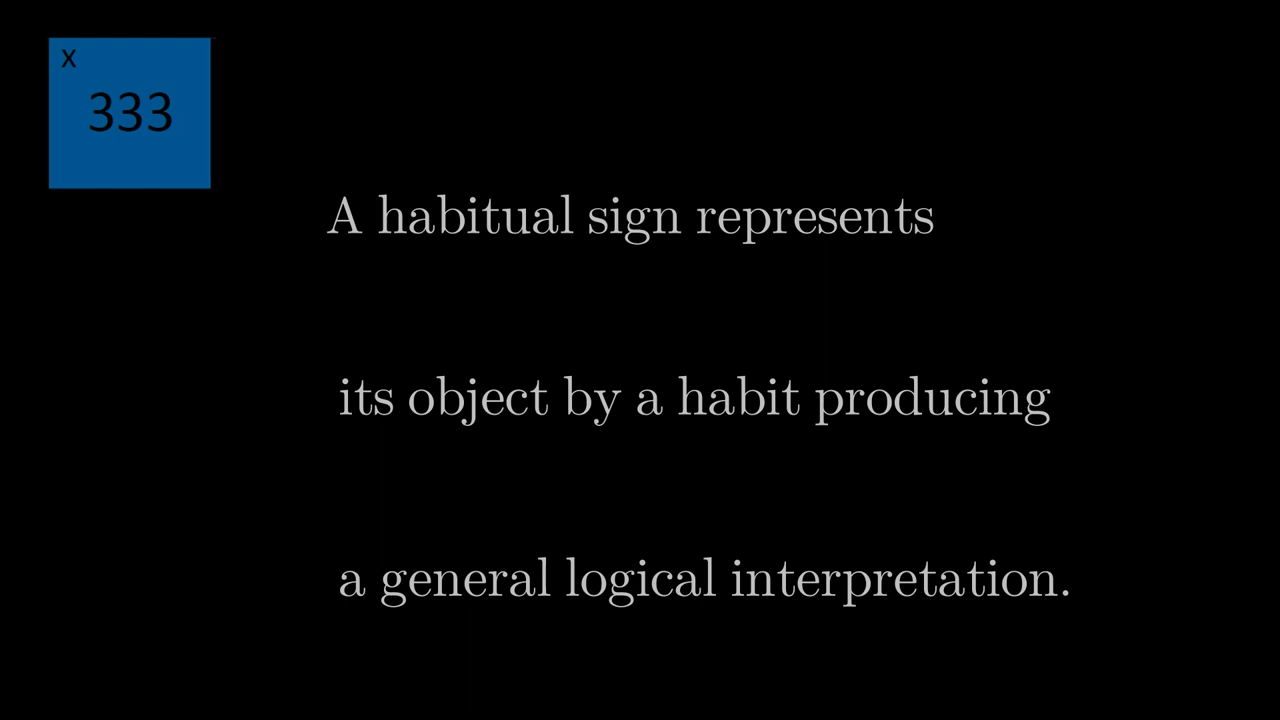 x
333
A habitual sign represents
its object by a habit producing
a general logical interpretation.